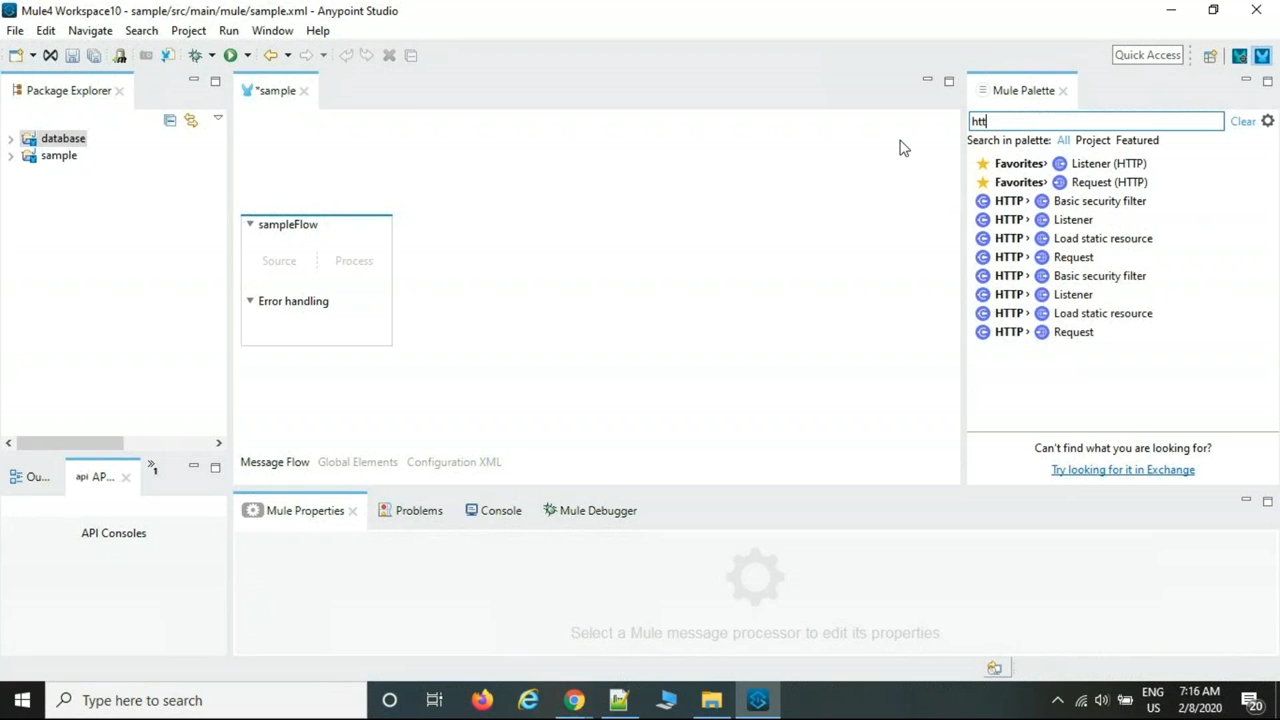 Mule4 Workspace10 - sample/src/main/mule/sample.xml - Anypoint Studio
File Edit Navigate Search Project Run Window Help
Quick Access
Package Explorer
database
sample
*sample
sampleFlow
Source Process
Error handling
Message Flow Global Elements Configuration XML
Mule Palette
htt Clear
Search in palette: All Project Featured
Favorites› Listener (HTTP)
Favorites› Request (HTTP)
HTTP › Basic security filter
HTTP › Listener
HTTP › Load static resource
HTTP › Request
HTTP › Basic security filter
HTTP › Listener
HTTP › Load static resource
HTTP › Request
Can't find what you are looking for?
Try looking for it in Exchange
Ou... api AP... »1
API Consoles
Mule Properties Problems Console Mule Debugger
Select a Mule message processor to edit its properties
Type here to search
ENG
US
7:16 AM
2/8/2020
20